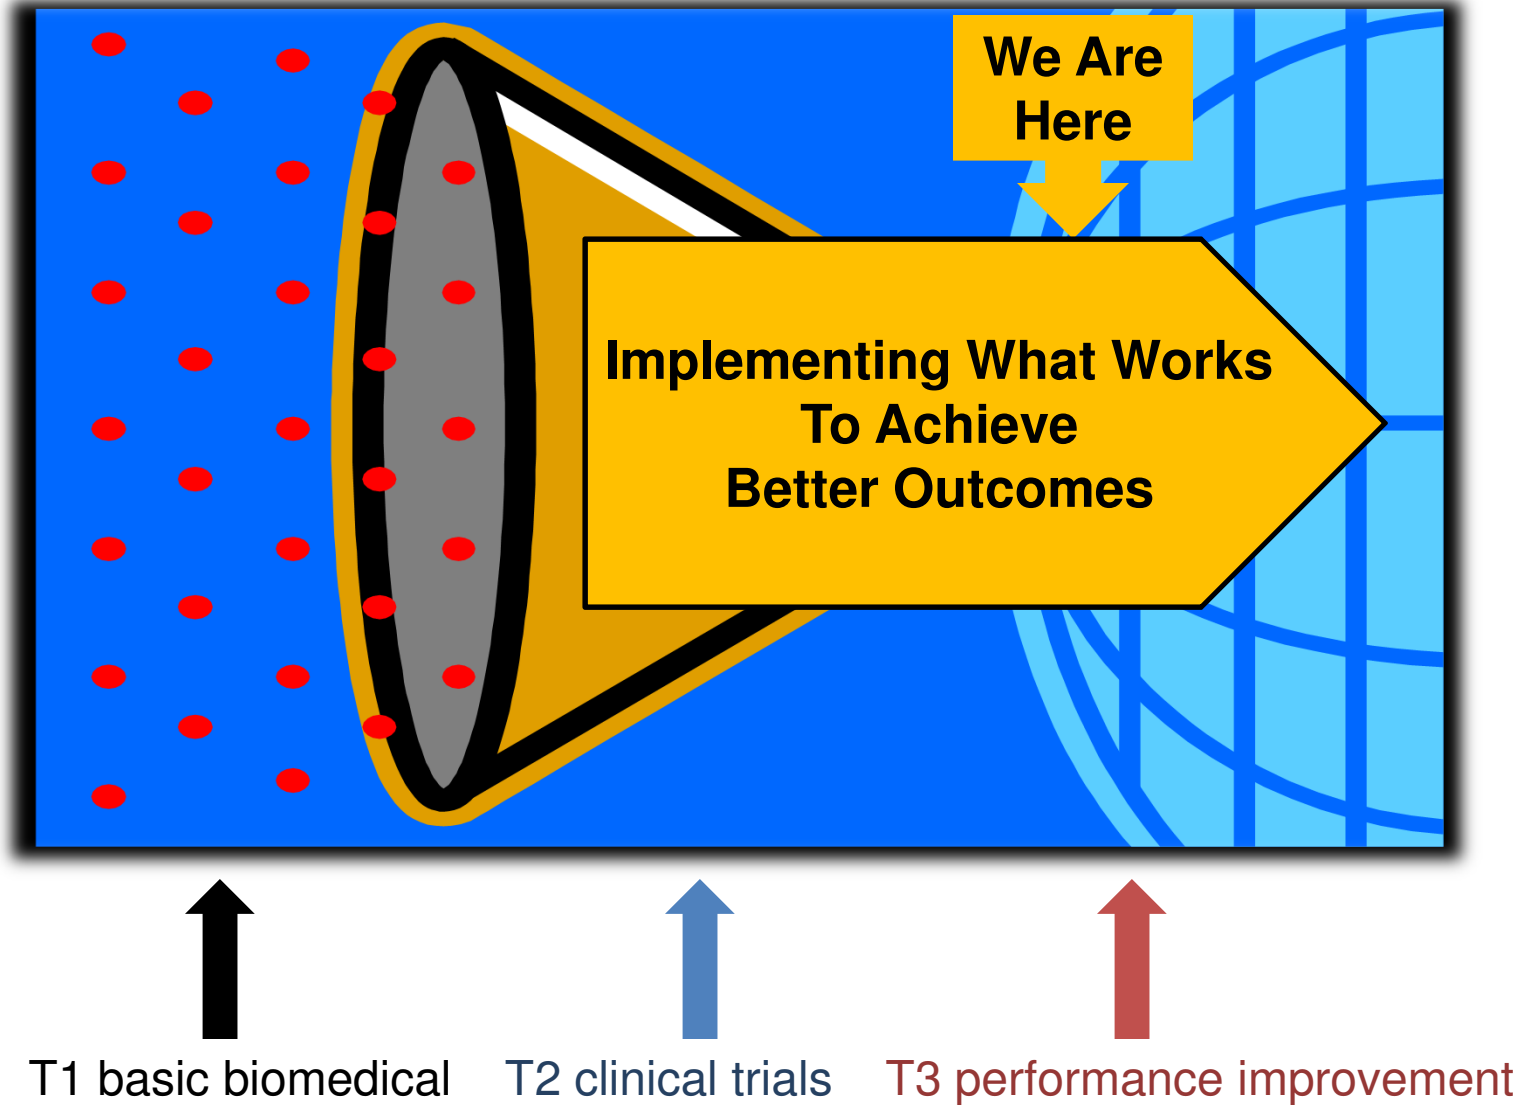 We Are
Here
Implementing What Works
To Achieve
Better Outcomes
T1 basic biomedical
T2 clinical trials
T3 performance improvement